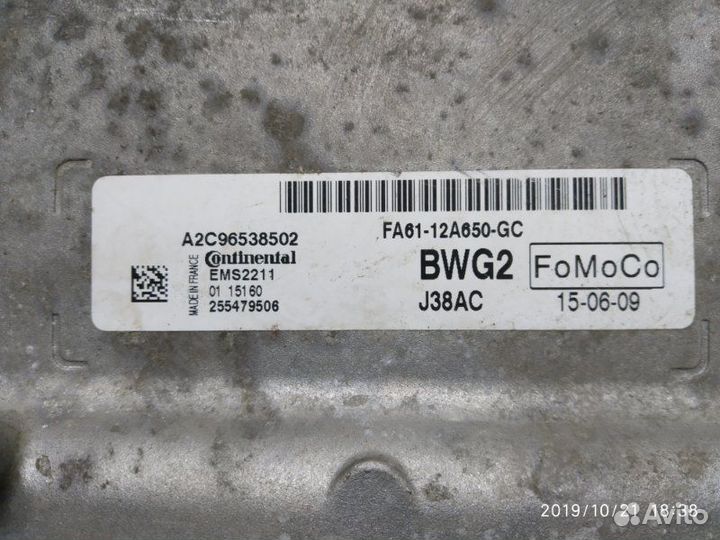 FA61-12A650-GC
A2C96538502
Continental
EMS2211
01 15160
255479506
MADE IN FRANCE
BWG2
FoMoCo
J38AC
15-06-09
2019/10/21 18:38
Avito